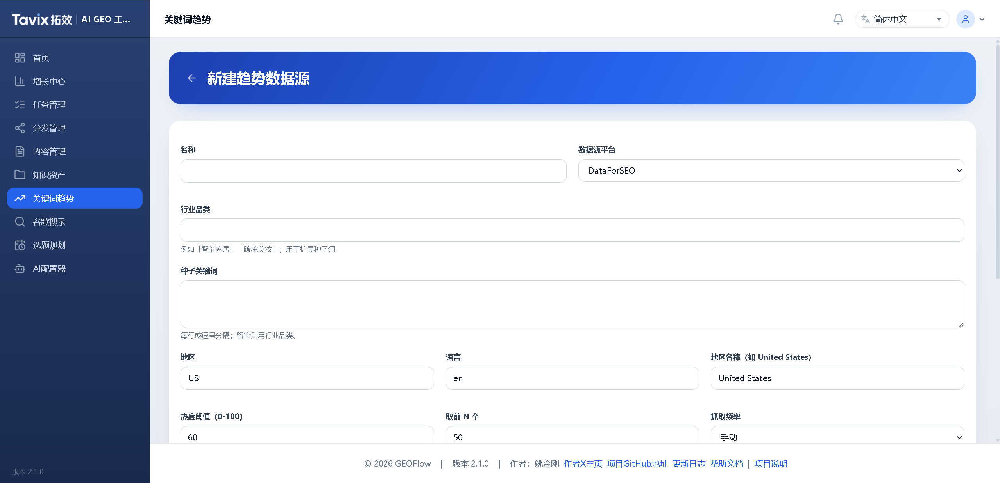 Tavix 拓效 AI GEO 工...
关键词趋势
简体中文
首页
增长中心
任务管理
分发管理
内容管理
知识资产
关键词趋势
谷歌搜录
选题规划
AI配置器
版本 2.1.0
新建趋势数据源
名称
数据源平台
DataForSEO
行业品类
例如「智能家居」「跨境美妆」；用于扩展种子词。
种子关键词
每行或逗号分隔；留空则用行业品类。
地区
语言
地区名称（如 United States）
US
en
United States
热度阈值（0-100）
取前 N 个
抓取频率
60
50
手动
© 2026 GEOFlow | 版本 2.1.0 | 作者：姚金刚 作者X主页 项目GitHub地址 更新日志 帮助文档 | 项目说明